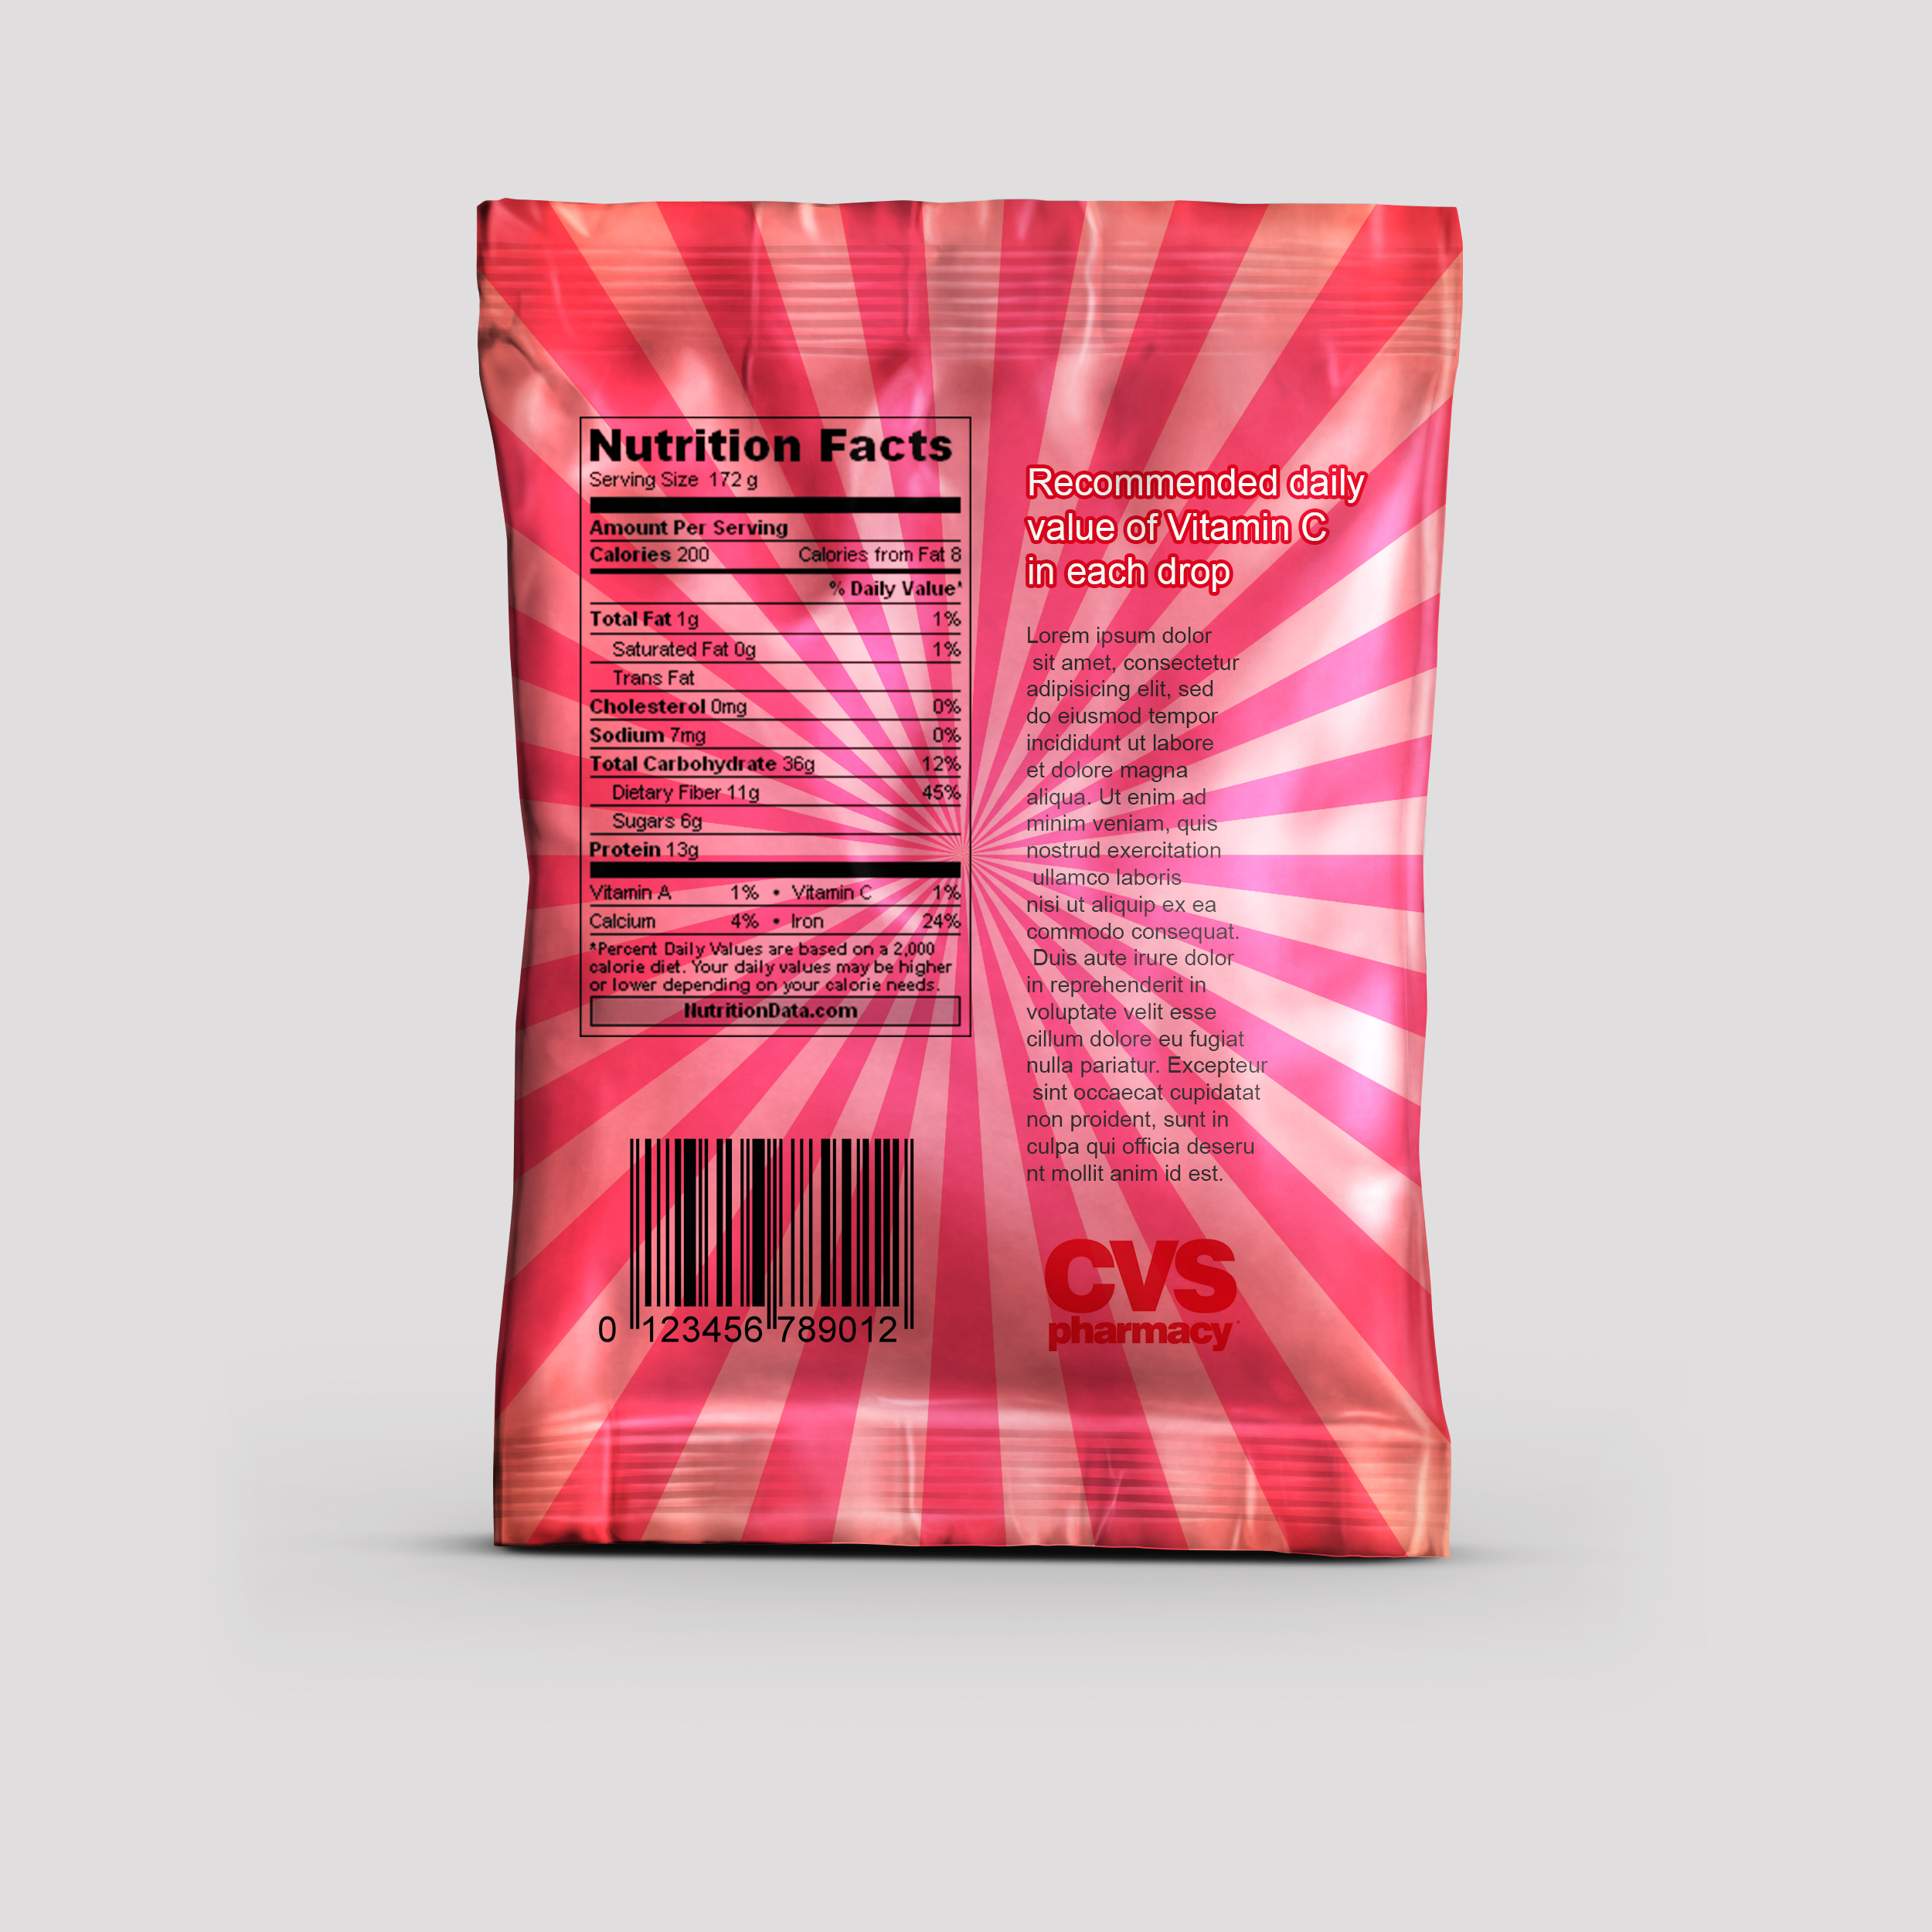 Nutrition Facts
Serving Size 172 g
Amount Per Serving
Calories 200 Calories from Fat 8
% Daily Value*
Total Fat 1g 1%
Saturated Fat 0g 1%
Trans Fat
Cholesterol 0mg 0%
Sodium 7mg 0%
Total Carbohydrate 36g 12%
Dietary Fiber 11g 45%
Sugars 6g
Protein 13g
Vitamin A 1% • Vitamin C 1%
Calcium 4% • Iron 24%
*Percent Daily Values are based on a 2,000
calorie diet. Your daily values may be higher
or lower depending on your calorie needs.
NutritionData.com
0 123456 789012
Recommended daily
value of Vitamin C
in each drop
Lorem ipsum dolor
sit amet, consectetur
adipisicing elit, sed
do eiusmod tempor
incididunt ut labore
et dolore magna
aliqua. Ut enim ad
minim veniam, quis
nostrud exercitation
ullamco laboris
nisi ut aliquip ex ea
commodo consequat.
Duis aute irure dolor
in reprehenderit in
voluptate velit esse
cillum dolore eu fugiat
nulla pariatur. Excepteur
sint occaecat cupidatat
non proident, sunt in
culpa qui officia deseru
nt mollit anim id est.
CVS
pharmacy